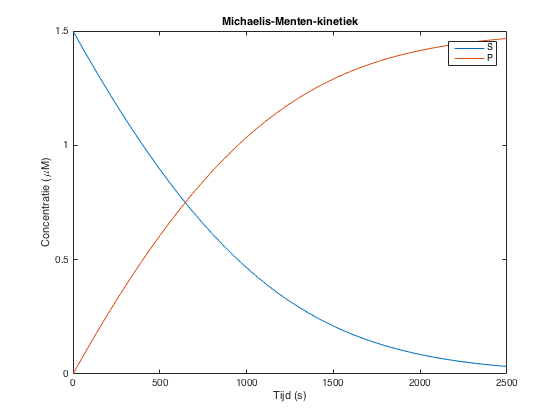 Michaelis-Menten-kinetiek
1.5
S
P
1
Concentratie (μM)
0.5
0
0 500 1000 1500 2000 2500
Tijd (s)